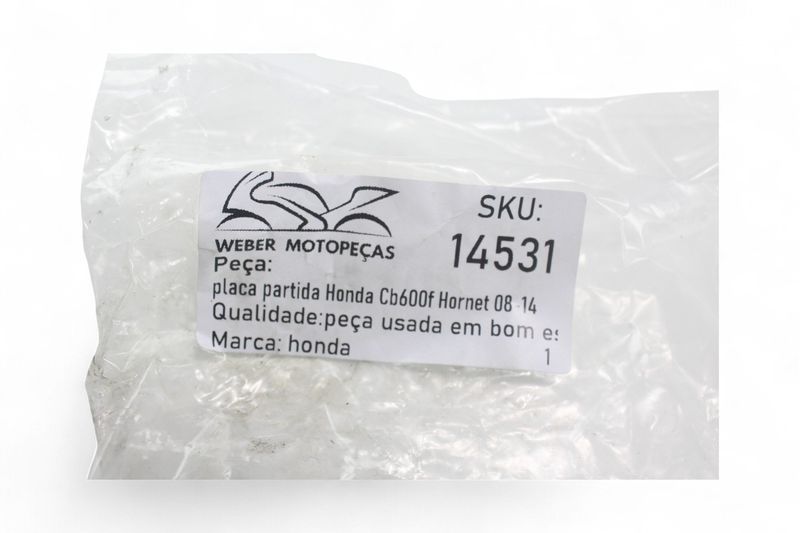 WEBER MOTOPEÇAS
SKU:
14531
Peça:
placa partida Honda Cb600f Hornet 08 14
Qualidade:peça usada em bom es
Marca: honda
1